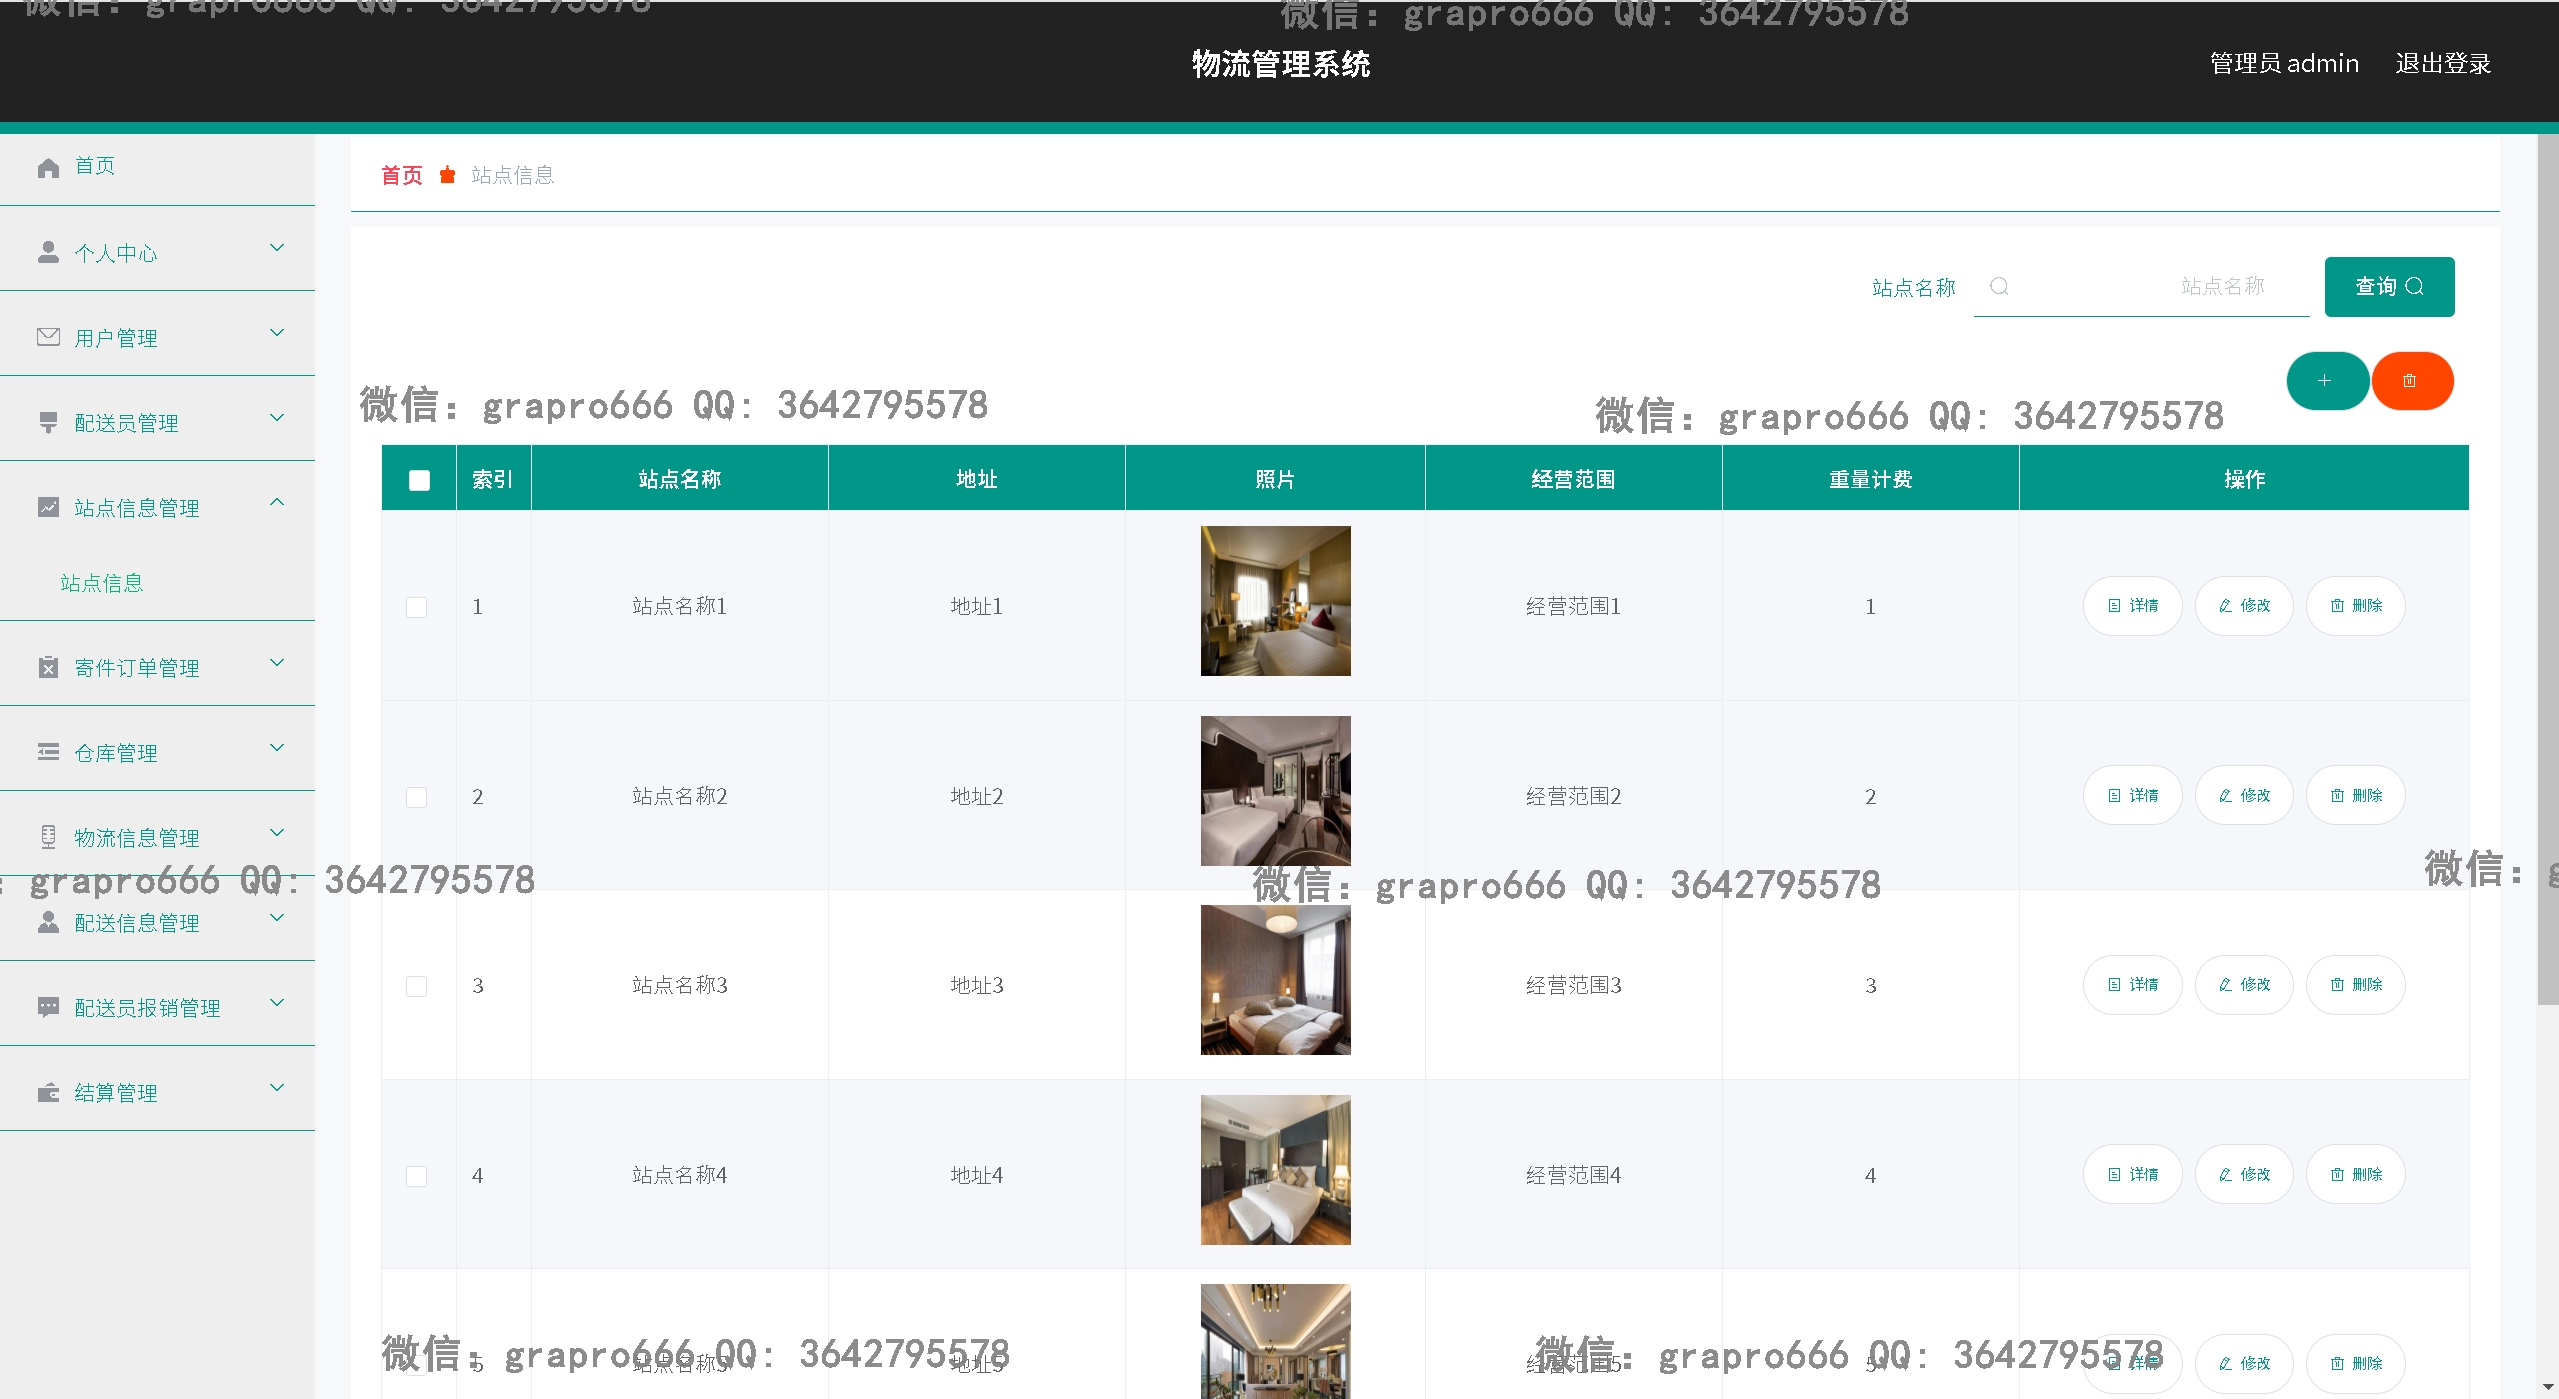 微信: grapro666 QQ: 3642795578
微信: grapro666 QQ: 3642795578
物流管理系统
管理员 admin
退出登录
首页
个人中心
用户管理
配送员管理
站点信息管理
站点信息
寄件订单管理
仓库管理
物流信息管理
配送信息管理
配送员报销管理
结算管理
首页 站点信息
站点名称 站点名称 查询
微信: grapro666 QQ: 3642795578
微信: grapro666 QQ: 3642795578
索引 站点名称 地址 照片 经营范围 重量计费 操作
1 站点名称1 地址1 经营范围1 1 详情 修改 删除
2 站点名称2 地址2 经营范围2 2 详情 修改 删除
: grapro666 QQ: 3642795578
微信: grapro666 QQ: 3642795578
微信: g
3 站点名称3 地址3 经营范围3 3 详情 修改 删除
4 站点名称4 地址4 经营范围4 4 详情 修改 删除
5 站点名称5 地址5 经营范围5 5 详情 修改 删除
微信: grapro666 QQ: 3642795578
微信: grapro666 QQ: 3642795578